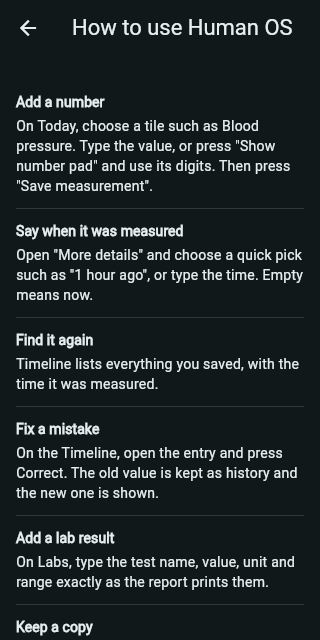 How to use Human OS
Add a number
On Today, choose a tile such as Blood
pressure. Type the value, or press "Show
number pad" and use its digits. Then press
"Save measurement".
Say when it was measured
Open "More details" and choose a quick pick
such as "1 hour ago", or type the time. Empty
means now.
Find it again
Timeline lists everything you saved, with the
time it was measured.
Fix a mistake
On the Timeline, open the entry and press
Correct. The old value is kept as history and
the new one is shown.
Add a lab result
On Labs, type the test name, value, unit and
range exactly as the report prints them.
Keep a copy